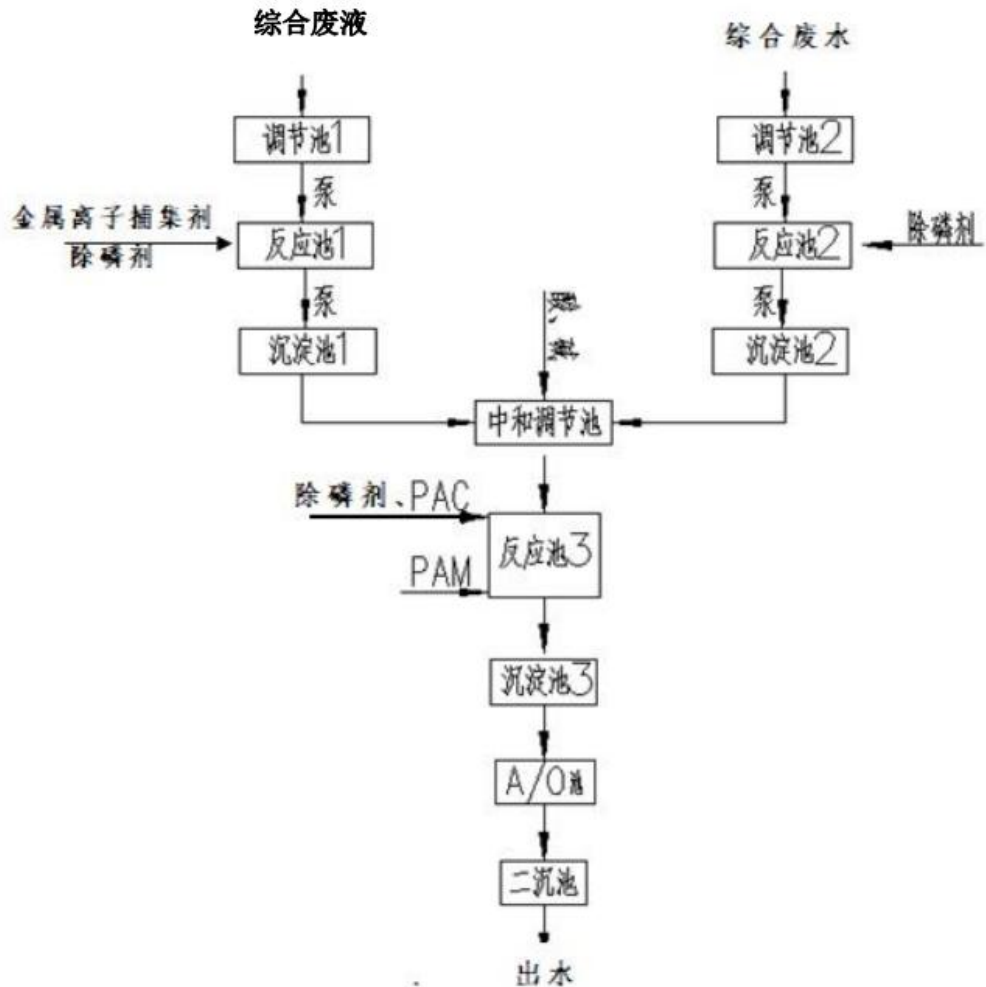 综合废液
综合废水
调节池1
调节池2
泵
泵
金属离子捕集剂
除磷剂
反应池1
反应池2
除磷剂
泵
泵
酸、碱
沉淀池1
沉淀池2
中和调节池
除磷剂、PAC
反应池3
PAM
沉淀池3
A/O池
二沉池
出水